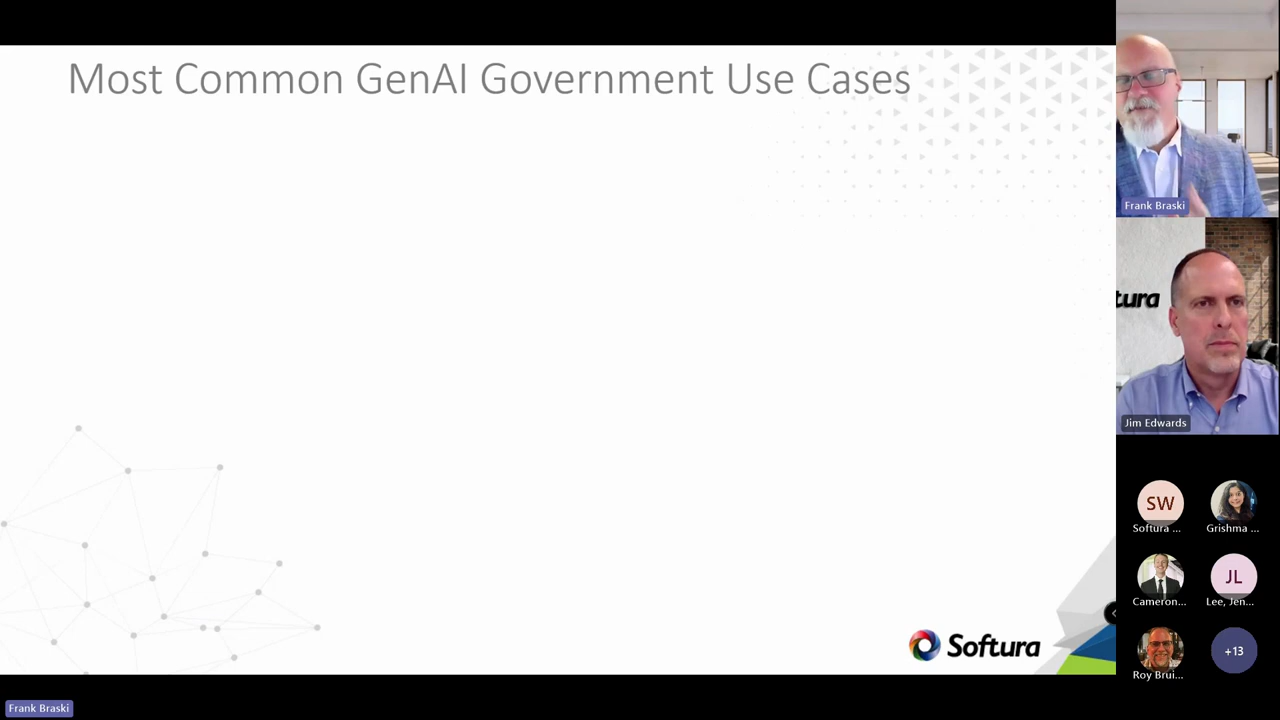 Most Common GenAI Government Use Cases
Frank Braski
tura
Jim Edwards
SW
Softura ...
Grishma ...
Cameron...
JL
Lee, Jen...
Roy Brui...
+13
Softura
Frank Braski